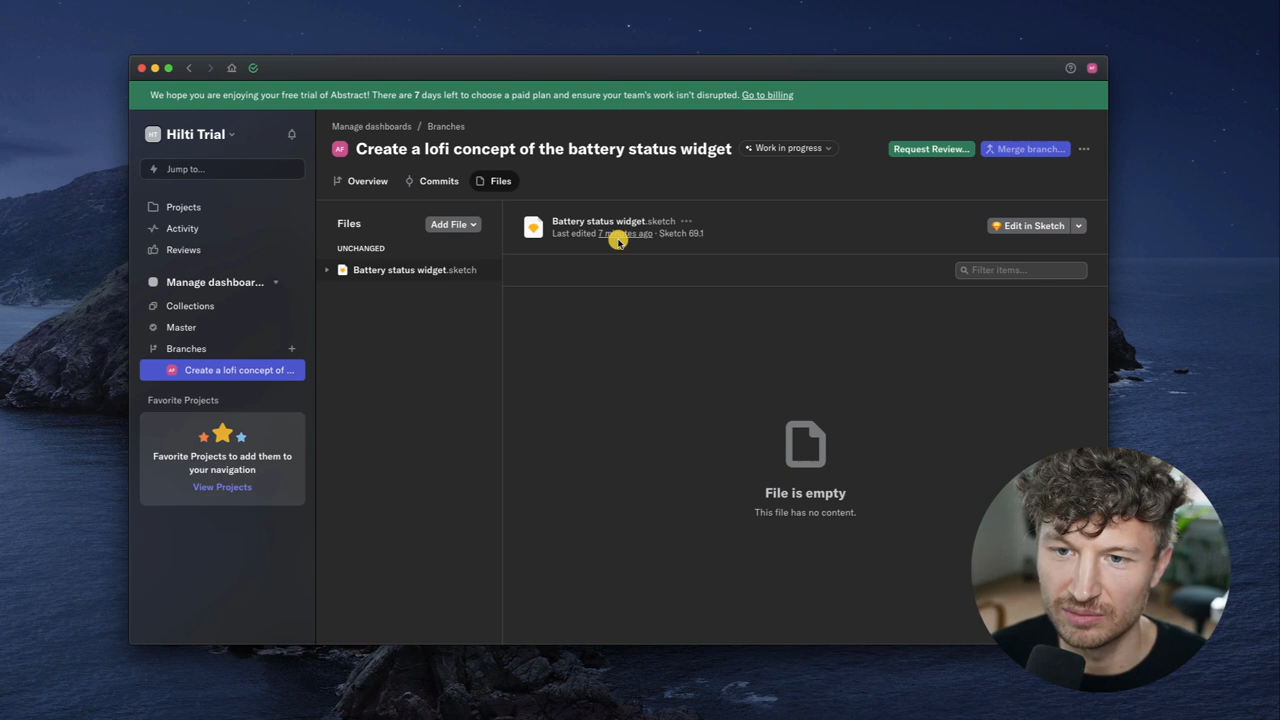 We hope you are enjoying your free trial of Abstract! There are 7 days left to choose a paid plan and ensure your team's work isn't disrupted. Go to billing
HT Hilti Trial
Jump to...
Projects
Activity
Reviews
Manage dashboar...
Collections
Master
Branches +
AF Create a lofi concept of ...
Favorite Projects
Favorite Projects to add them to
your navigation
View Projects
Manage dashboards / Branches
AF Create a lofi concept of the battery status widget Work in progress
Request Review... Merge branch...
Overview Commits Files
Files Add File
UNCHANGED
Battery status widget.sketch
Battery status widget.sketch
Last edited 7 minutes ago · Sketch 69.1
Edit in Sketch
Filter items...
File is empty
This file has no content.